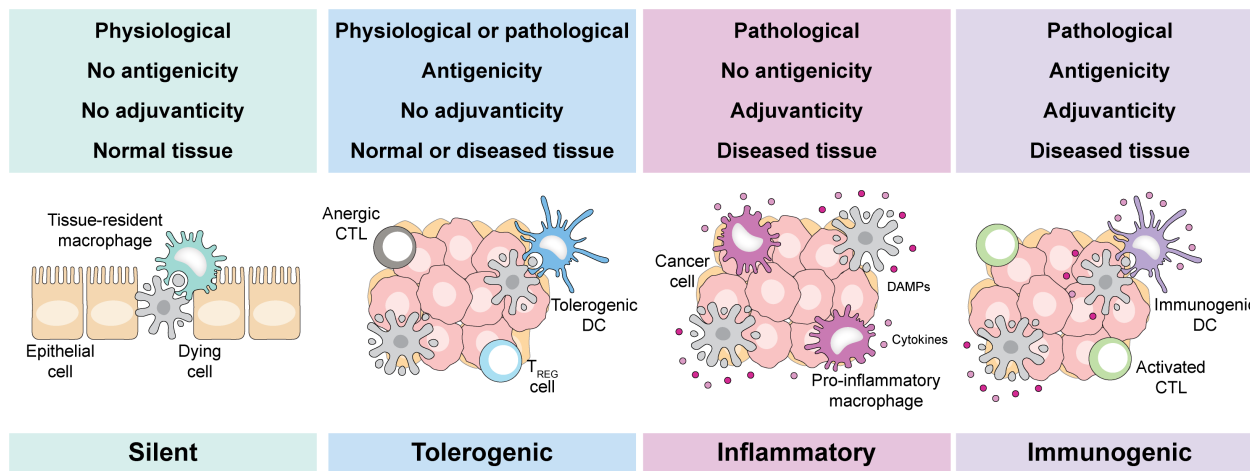 Physiological
No antigenicity
No adjuvanticity
Normal tissue
Physiological or pathological
Antigenicity
No adjuvanticity
Normal or diseased tissue
Pathological
No antigenicity
Adjuvanticity
Diseased tissue
Pathological
Antigenicity
Adjuvanticity
Diseased tissue
Tissue-resident
macrophage
Epithelial
cell
Dying
cell
Anergic
CTL
Tolerogenic
DC
TREG
cell
Cancer
cell
DAMPs
Cytokines
Pro-inflammatory
macrophage
Immunogenic
DC
Activated
CTL
Silent
Tolerogenic
Inflammatory
Immunogenic